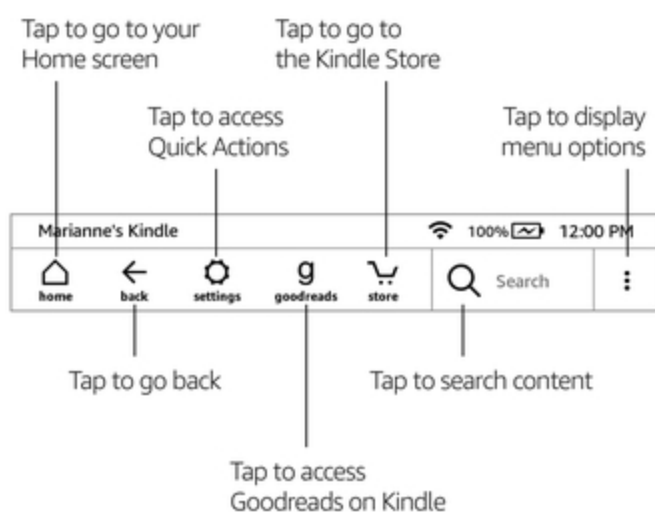 Tap to go to your
Home screen
Tap to go to
the Kindle Store
Tap to access
Quick Actions
Tap to display
menu options
Marianne's Kindle
100%
12:00 PM
home
back
settings
g
goodreads
store
Search
Tap to go back
Tap to search content
Tap to access
Goodreads on Kindle